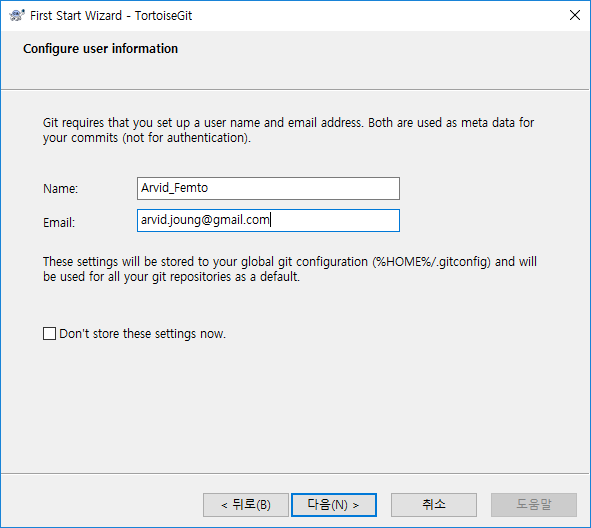 First Start Wizard - TortoiseGit
Configure user information
Git requires that you set up a user name and email address. Both are used as meta data for
your commits (not for authentication).
Name: Arvid_Femto
Email: arvid.joung@gmail.com
These settings will be stored to your global git configuration (%HOME%/.gitconfig) and will
be used for all your git repositories as a default.
Don't store these settings now.
< 뒤로(B) 다음(N) > 취소 도움말